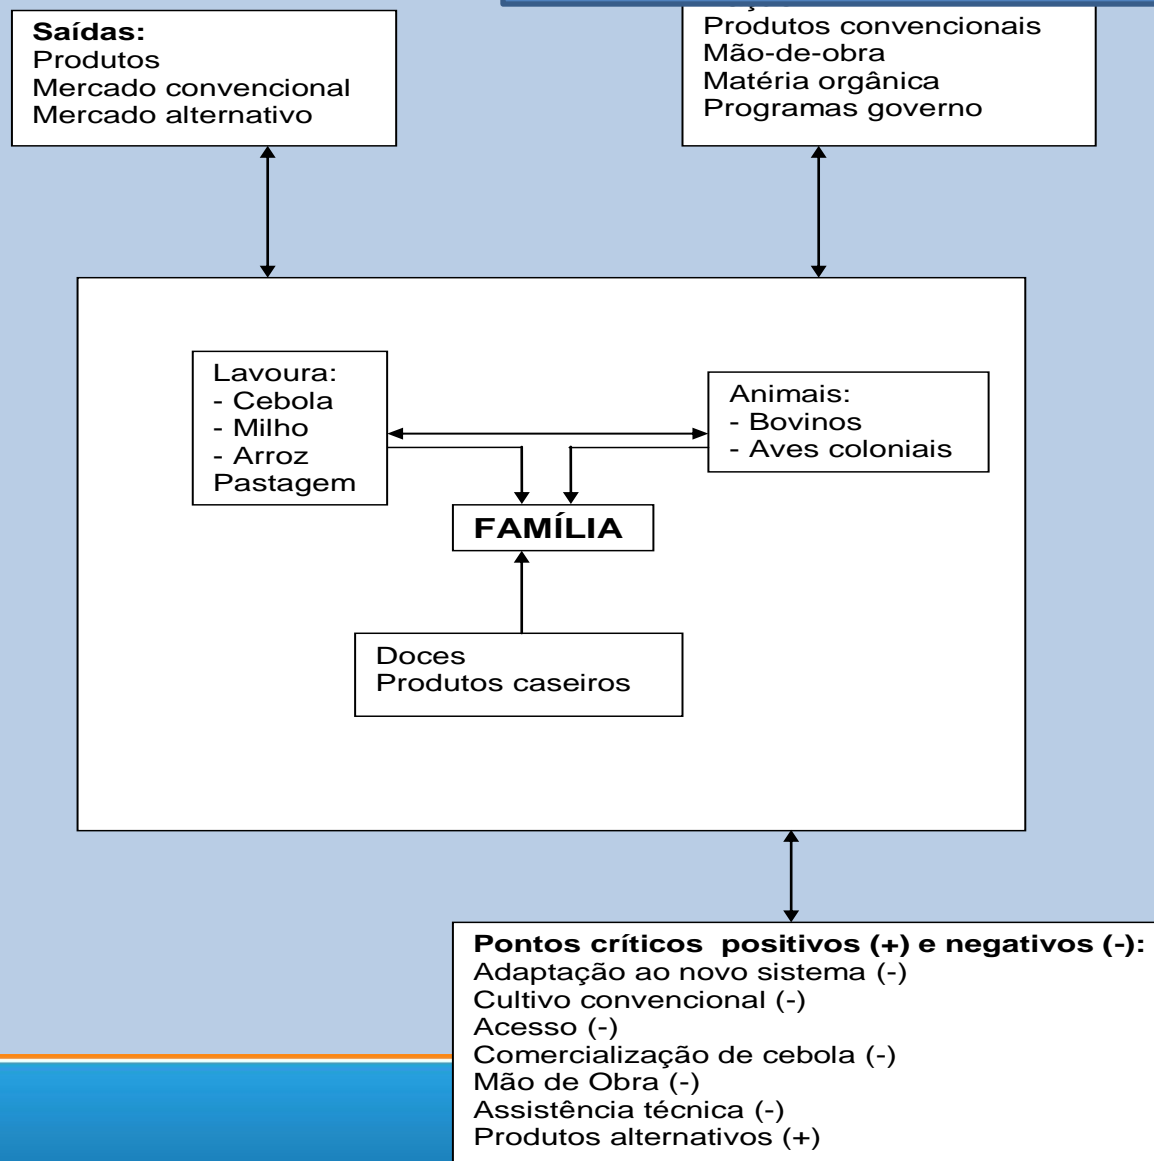 Saídas:
Produtos
Mercado convencional
Mercado alternativo
Produtos convencionais
Mão-de-obra
Matéria orgânica
Programas governo
Lavoura:
- Cebola
- Milho
- Arroz
Pastagem
Animais:
- Bovinos
- Aves coloniais
FAMÍLIA
Doces
Produtos caseiros
Pontos críticos  positivos (+) e negativos (-):
Adaptação ao novo sistema (-)
Cultivo convencional (-)
Acesso (-)
Comercialização de cebola (-)
Mão de Obra (-)
Assistência técnica (-)
Produtos alternativos (+)